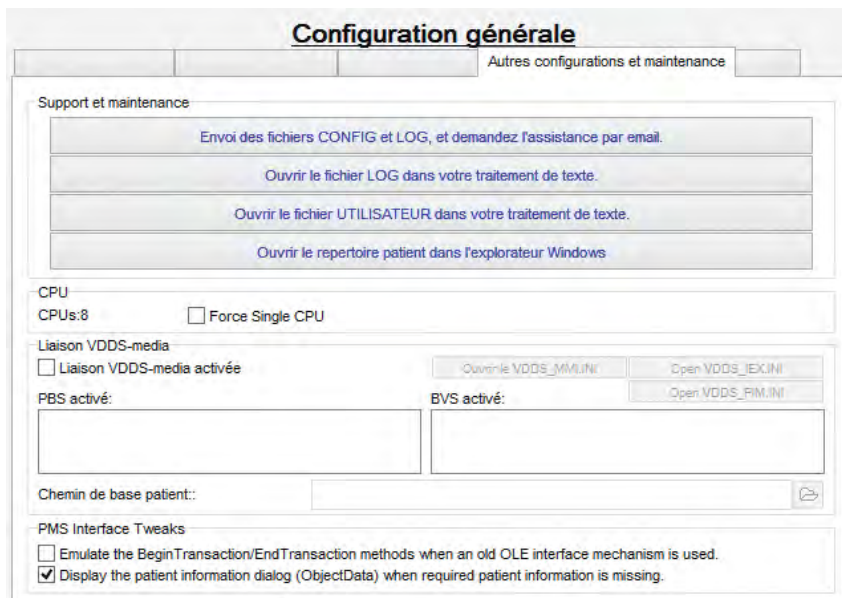 Configuration générale
Autres configurations et maintenance
Support et maintenance
Envoi des fichiers CONFIG et LOG, et demandez l'assistance par email.
Ouvrir le fichier LOG dans votre traitement de texte.
Ouvrir le fichier UTILISATEUR dans votre traitement de texte.
Ouvrir le repertoire patient dans l'explorateur Windows
CPU
CPUs:8 Force Single CPU
Liaison VDDS-media
Liaison VDDS-media activée
Ouvrir le VDDS_MMI.INI Open VDDS_IEX.INI
Open VDDS_RIM.INI
PBS activé: BVS activé:
Chemin de base patient::
PMS Interface Tweaks
Emulate the BeginTransaction/EndTransaction methods when an old OLE interface mechanism is used.
Display the patient information dialog (ObjectData) when required patient information is missing.